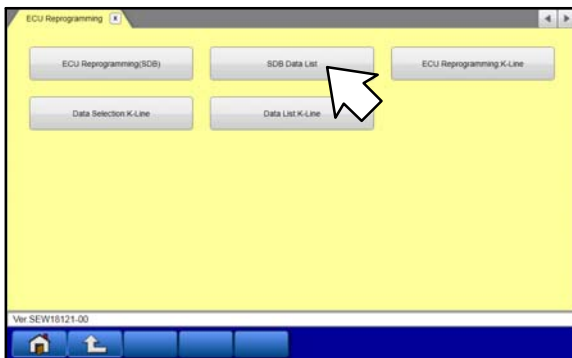 ECU Reprogramming x
ECU Reprogramming(SDB)
SDB Data List
ECU Reprogramming:K-Line
Data Selection:K-Line
Data List:K-Line
Ver.SEW18121-00